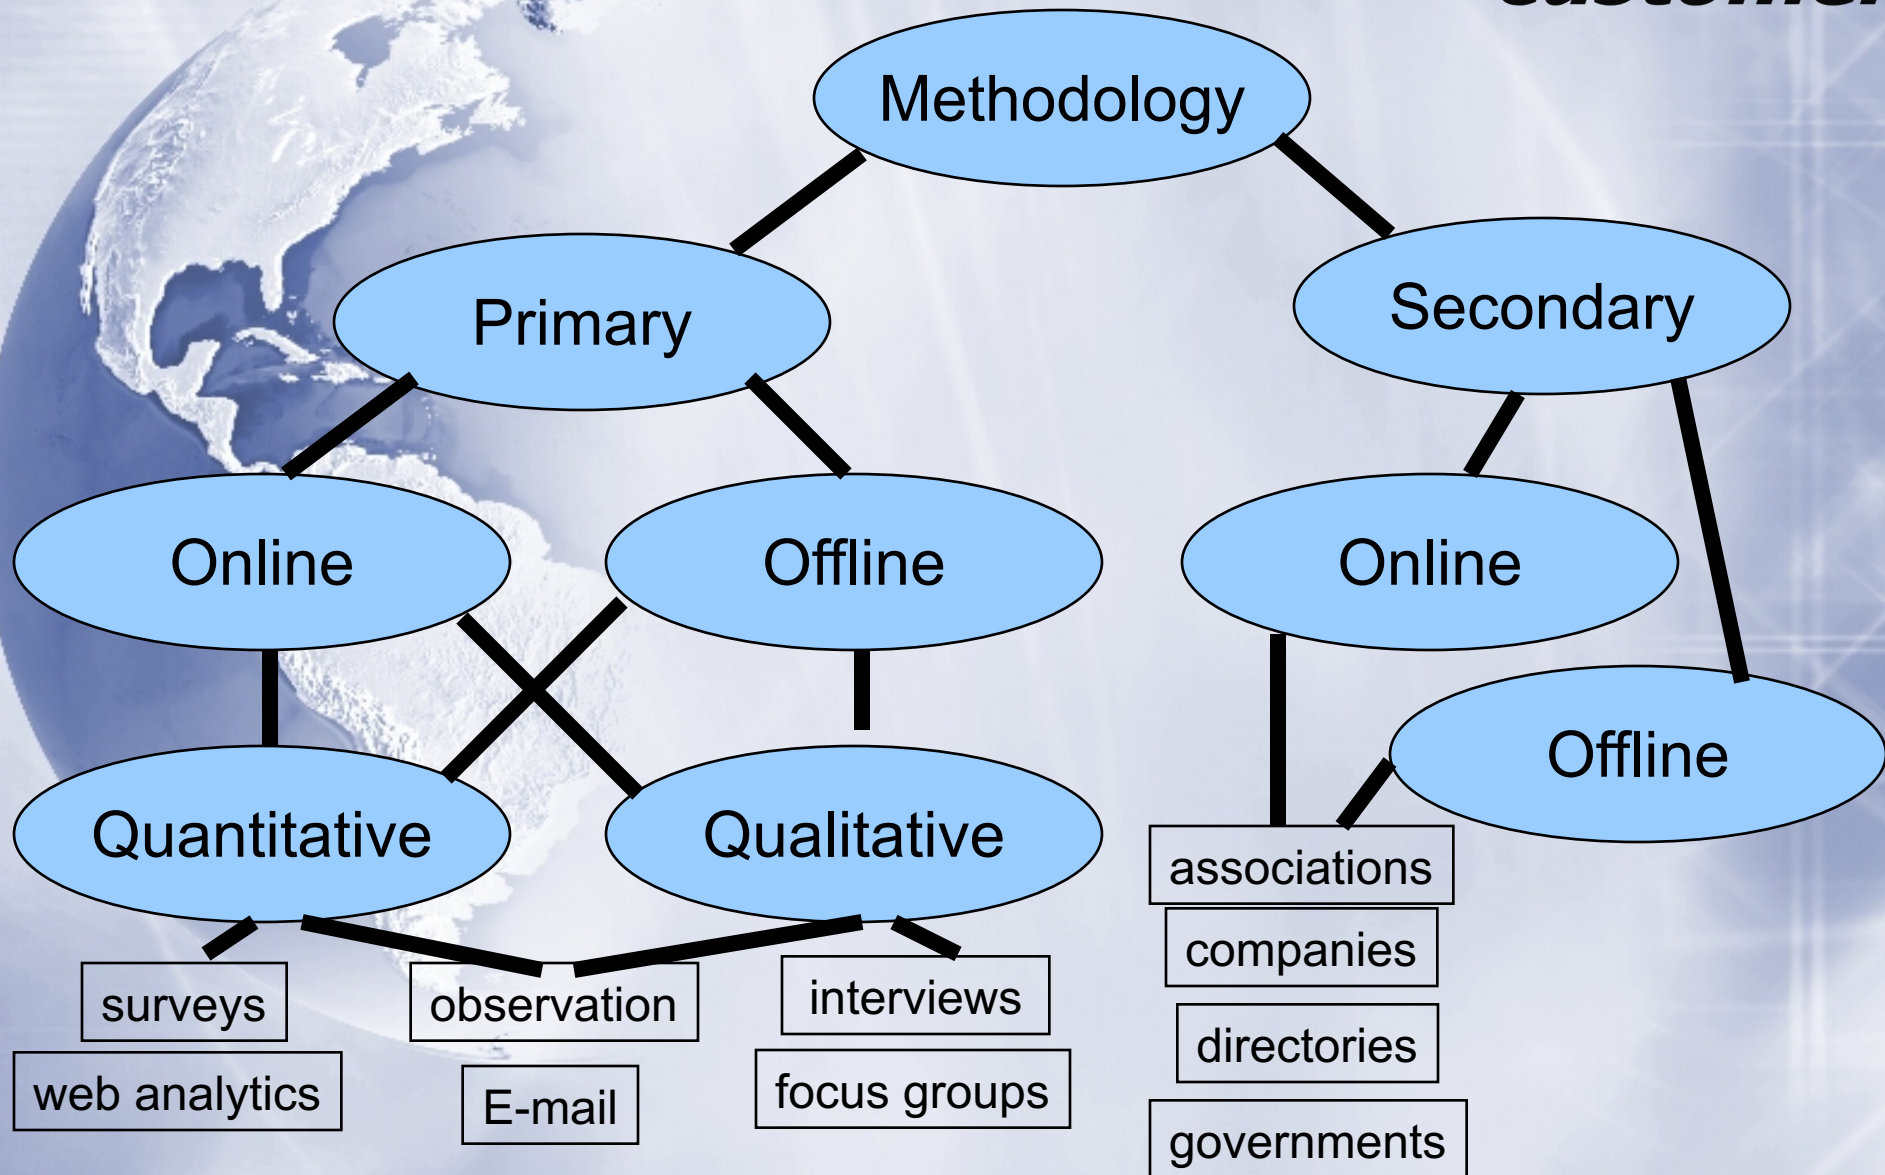 customer
Methodology
Primary
Secondary
Online
Offline
Online
Offline
Quantitative
Qualitative
associations
companies
directories
governments
surveys
observation
interviews
web analytics
E-mail
focus groups